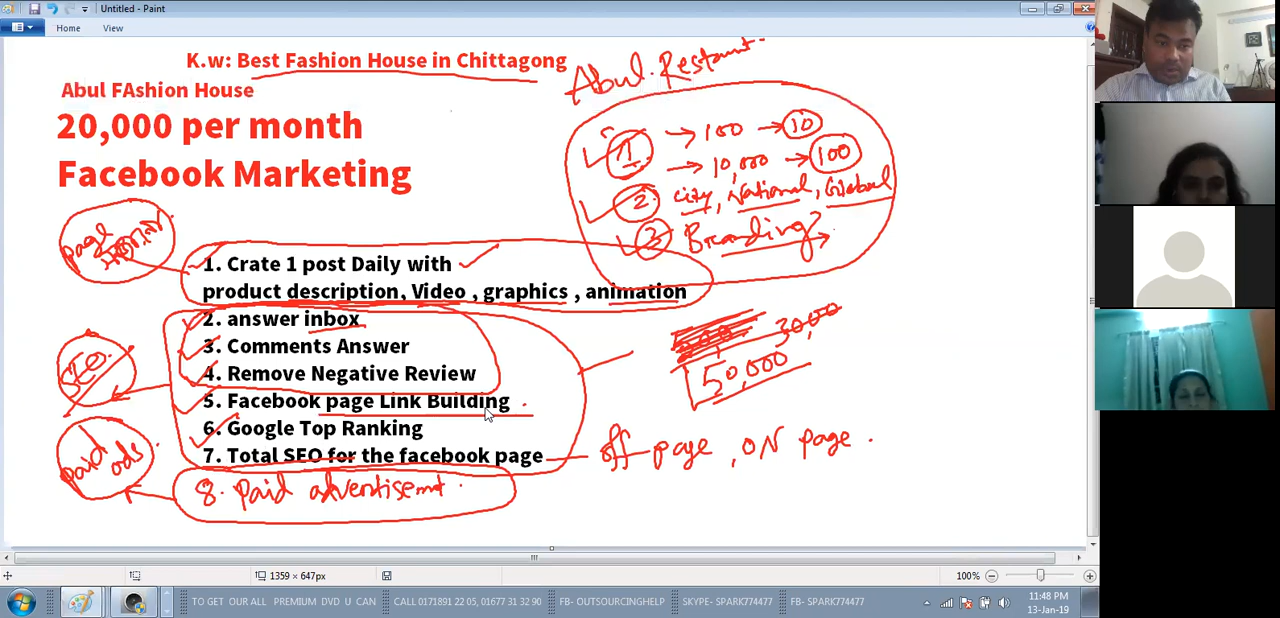 Untitled - Paint
Home View
K.w: Best Fashion House in Chittagong
Abul FAshion House
20,000 per month
Facebook Marketing
Abul. Restaurant.
1 → 100 → 10
→ 10,000 → 100
2 city, National, Global
3 Branding?
page
1. Crate 1 post Daily with
product description, Video , graphics , animation
2. answer inbox
3. Comments Answer
4. Remove Negative Review
5. Facebook page Link Building
6. Google Top Ranking
7. Total SEO for the facebook page
off page, ON page.
8. Paid advertisemt.
SEO.
Paid ads
50,000
1359 × 647px
100%
TO GET OUR ALL PREMIUM DVD U CAN
CALL 0171891 22 05, 01677 31 32 90
FB- OUTSOURCINGHELP
SKYPE- SPARK774477
FB- SPARK774477
11:48 PM
13-Jan-19